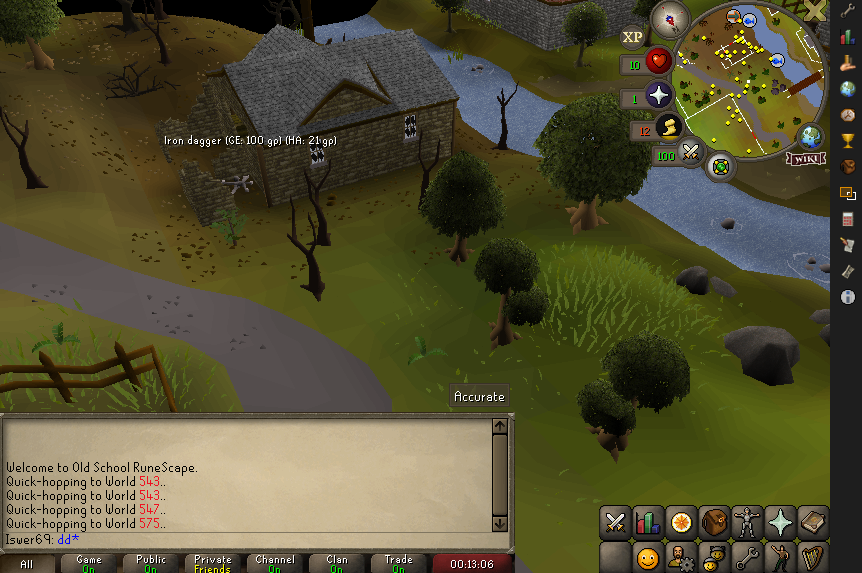 XP
10
1
12
100
WIKI
Iron dagger (GE: 100 gp) (HA: 21 gp)
Accurate
Welcome to Old School RuneScape.
Quick-hopping to World 543..
Quick-hopping to World 543..
Quick-hopping to World 547..
Quick-hopping to World 575..
Iswer69: dd*
All
Game
On
Public
On
Private
Friends
Channel
On
Clan
On
Trade
On
00:13:06